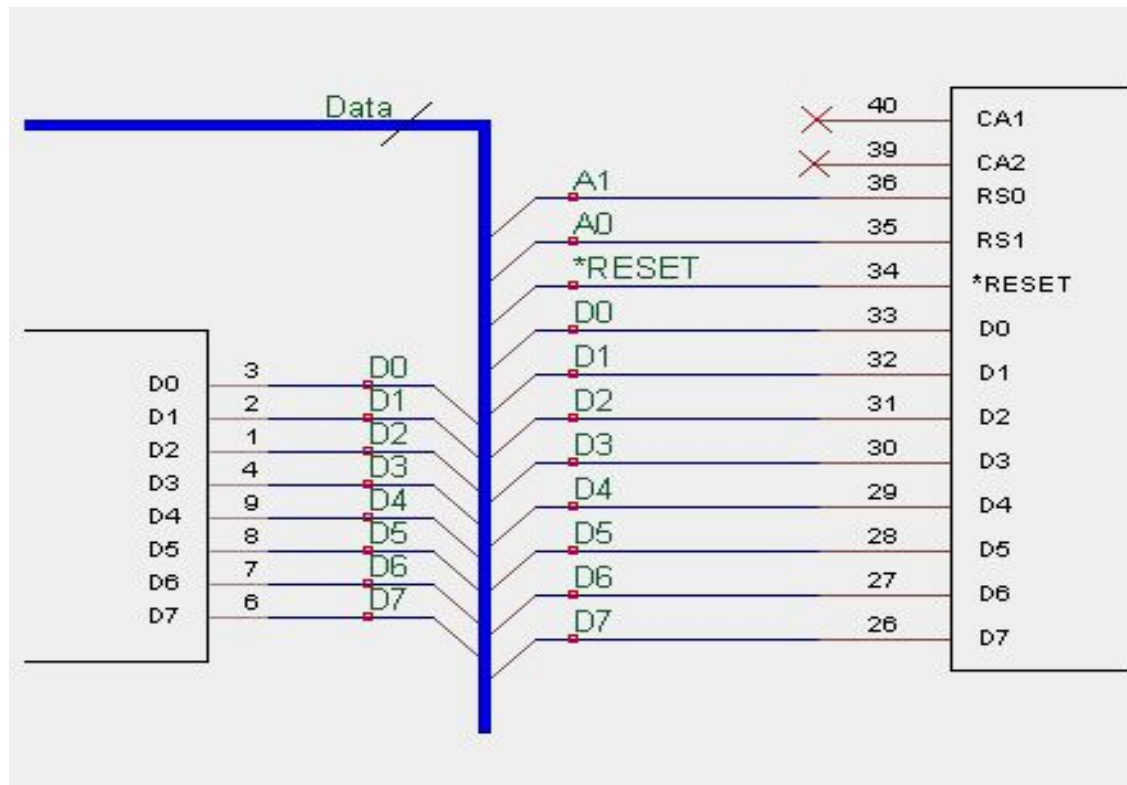 Data
40 CA1
39 CA2
A1 36 RS0
A0 35 RS1
*RESET 34 *RESET
D0 33 D0
D1 32 D1
D2 31 D2
D3 30 D3
D4 29 D4
D5 28 D5
D6 27 D6
D7 26 D7
D0 3 D0
D1 2 D1
D2 1 D2
D3 4 D3
D4 9 D4
D5 8 D5
D6 7 D6
D7 6 D7